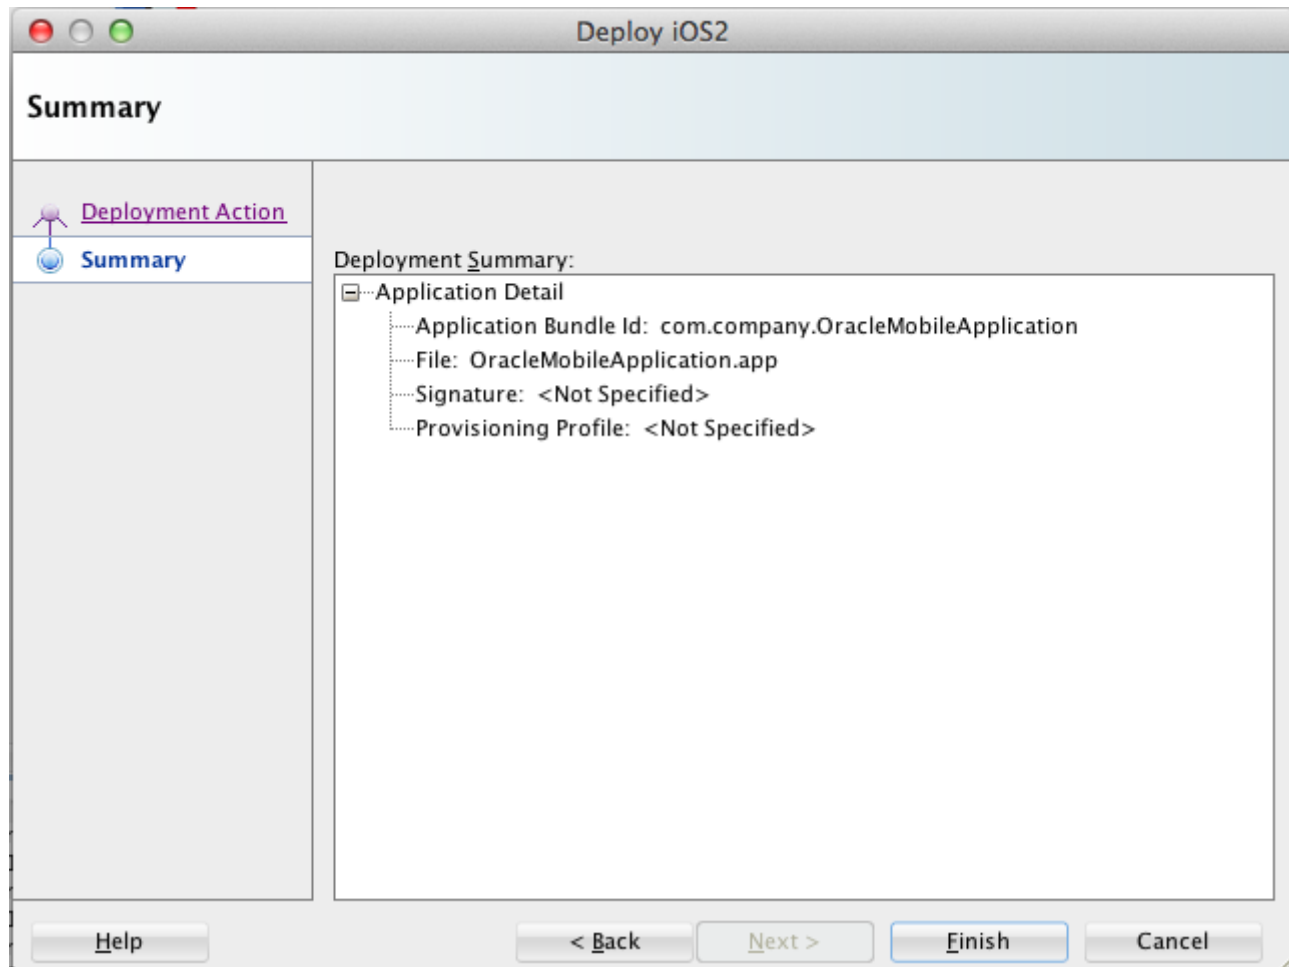 Deploy iOS2
Summary
Deployment Action
Summary
Deployment Summary:
Application Detail
Application Bundle Id: com.company.OracleMobileApplication
File: OracleMobileApplication.app
Signature: <Not Specified>
Provisioning Profile: <Not Specified>
Help
< Back
Next >
Finish
Cancel